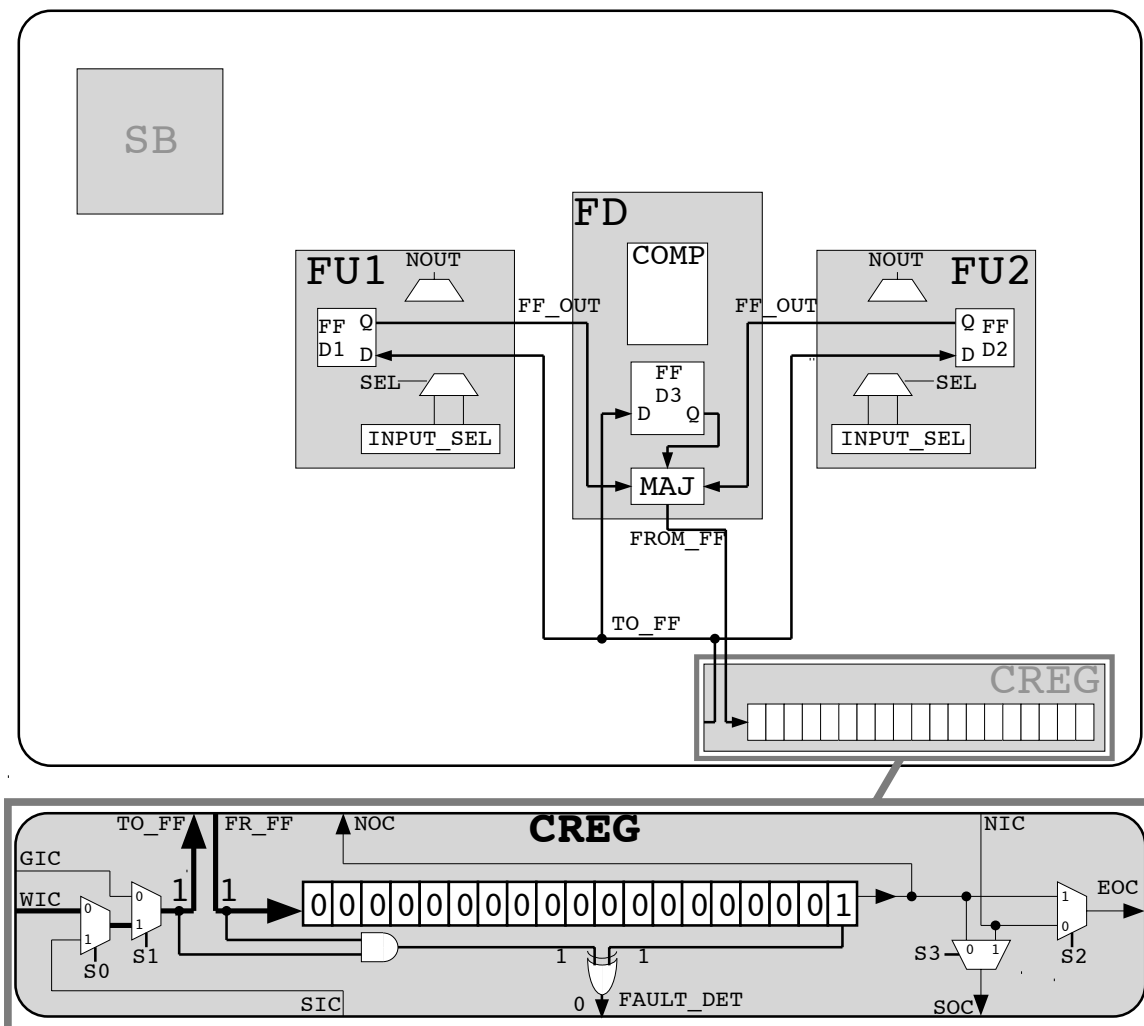 SB
FD
COMP
FU1
NOUT
FF_OUT
FF_OUT
NOUT
FU2
FF
D1
Q
D
FF
D3
D
Q
Q
D
FF
D2
SEL
INPUT_SEL
SEL
INPUT_SEL
MAJ
FROM_FF
TO_FF
CREG
TO_FF
FR_FF
NOC
CREG
NIC
GIC
WIC
SIC
0
1
S0
0
1
S1
1
1
0 0 0 0 0 0 0 0 0 0 0 0 0 0 0 0 0 0 1
1
1
0
FAULT_DET
S3
0
1
SOC
1
0
S2
EOC